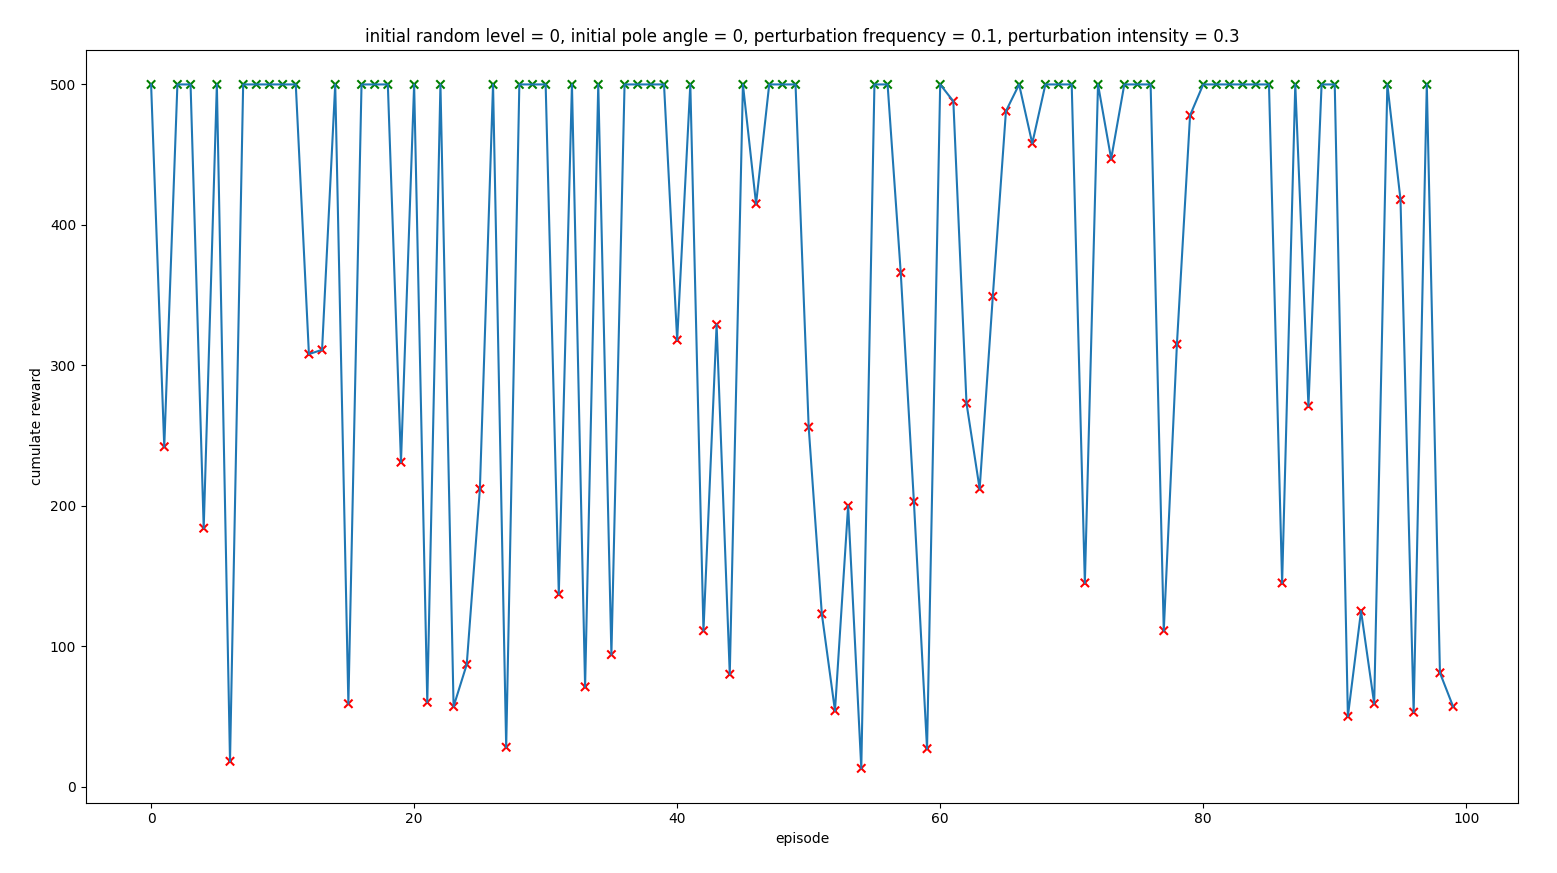 initial random level = 0, initial pole angle = 0, perturbation frequency = 0.1, perturbation intensity = 0.3
500
400
300
200
100
0
cumulate reward
0 20 40 60 80 100
episode